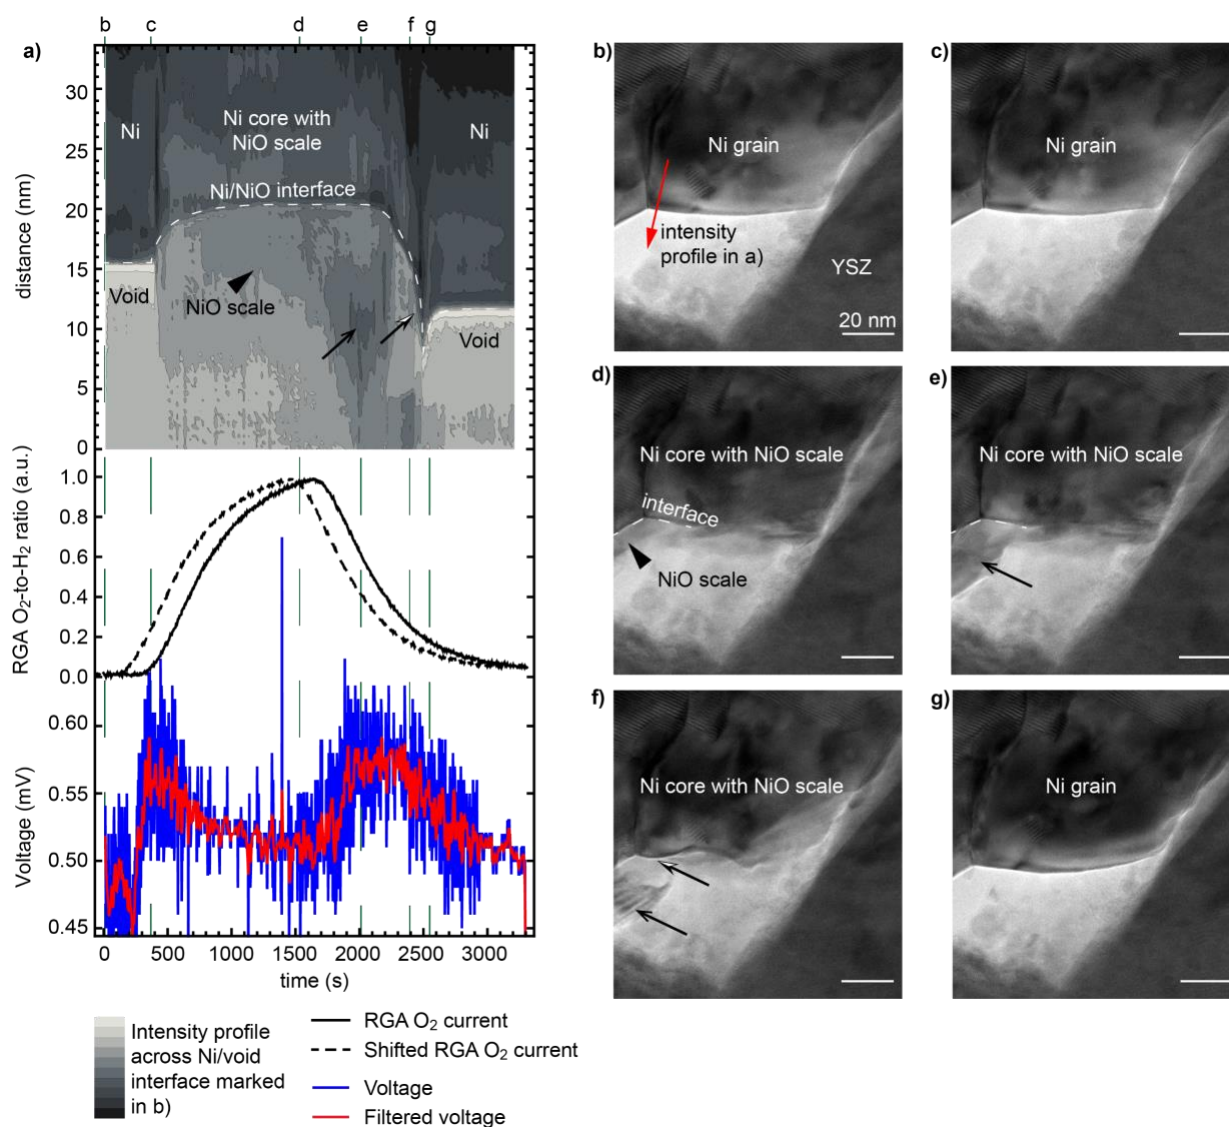 b c d e f g
a)
distance (nm)
30
25
20
15
10
5
0
Ni
Ni core with
NiO scale
Ni
Ni/NiO interface
Void
NiO scale
Void
RGA O₂-to-H₂ ratio (a.u.)
1.0
0.8
0.6
0.4
0.2
0.0
Voltage (mV)
0.60
0.55
0.50
0.45
0 500 1000 1500 2000 2500 3000
time (s)
Intensity profile
across Ni/void
interface marked
in b)
RGA O₂ current
Shifted RGA O₂ current
Voltage
Filtered voltage
b)
Ni grain
intensity
profile in a)
YSZ
20 nm
c)
Ni grain
d)
Ni core with NiO scale
interface
NiO scale
e)
Ni core with NiO scale
f)
Ni core with NiO scale
g)
Ni grain